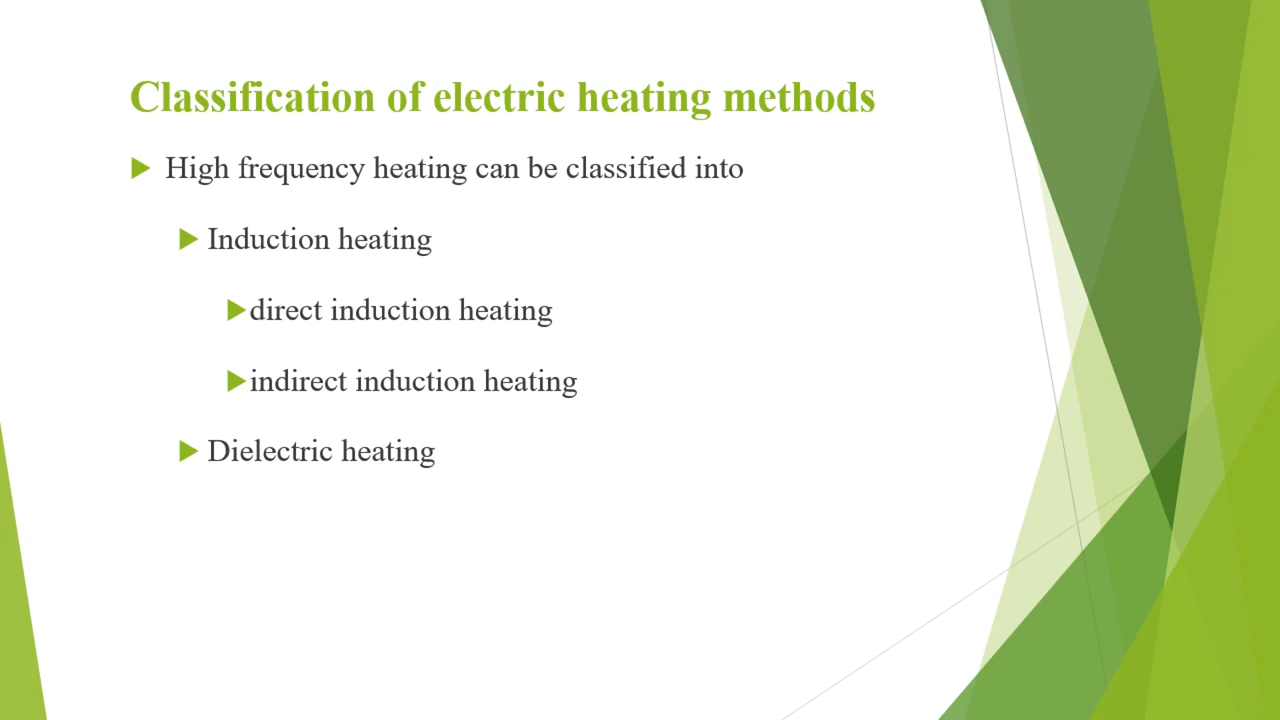 Classification of electric heating methods
High frequency heating can be classified into
Induction heating
direct induction heating
indirect induction heating
Dielectric heating